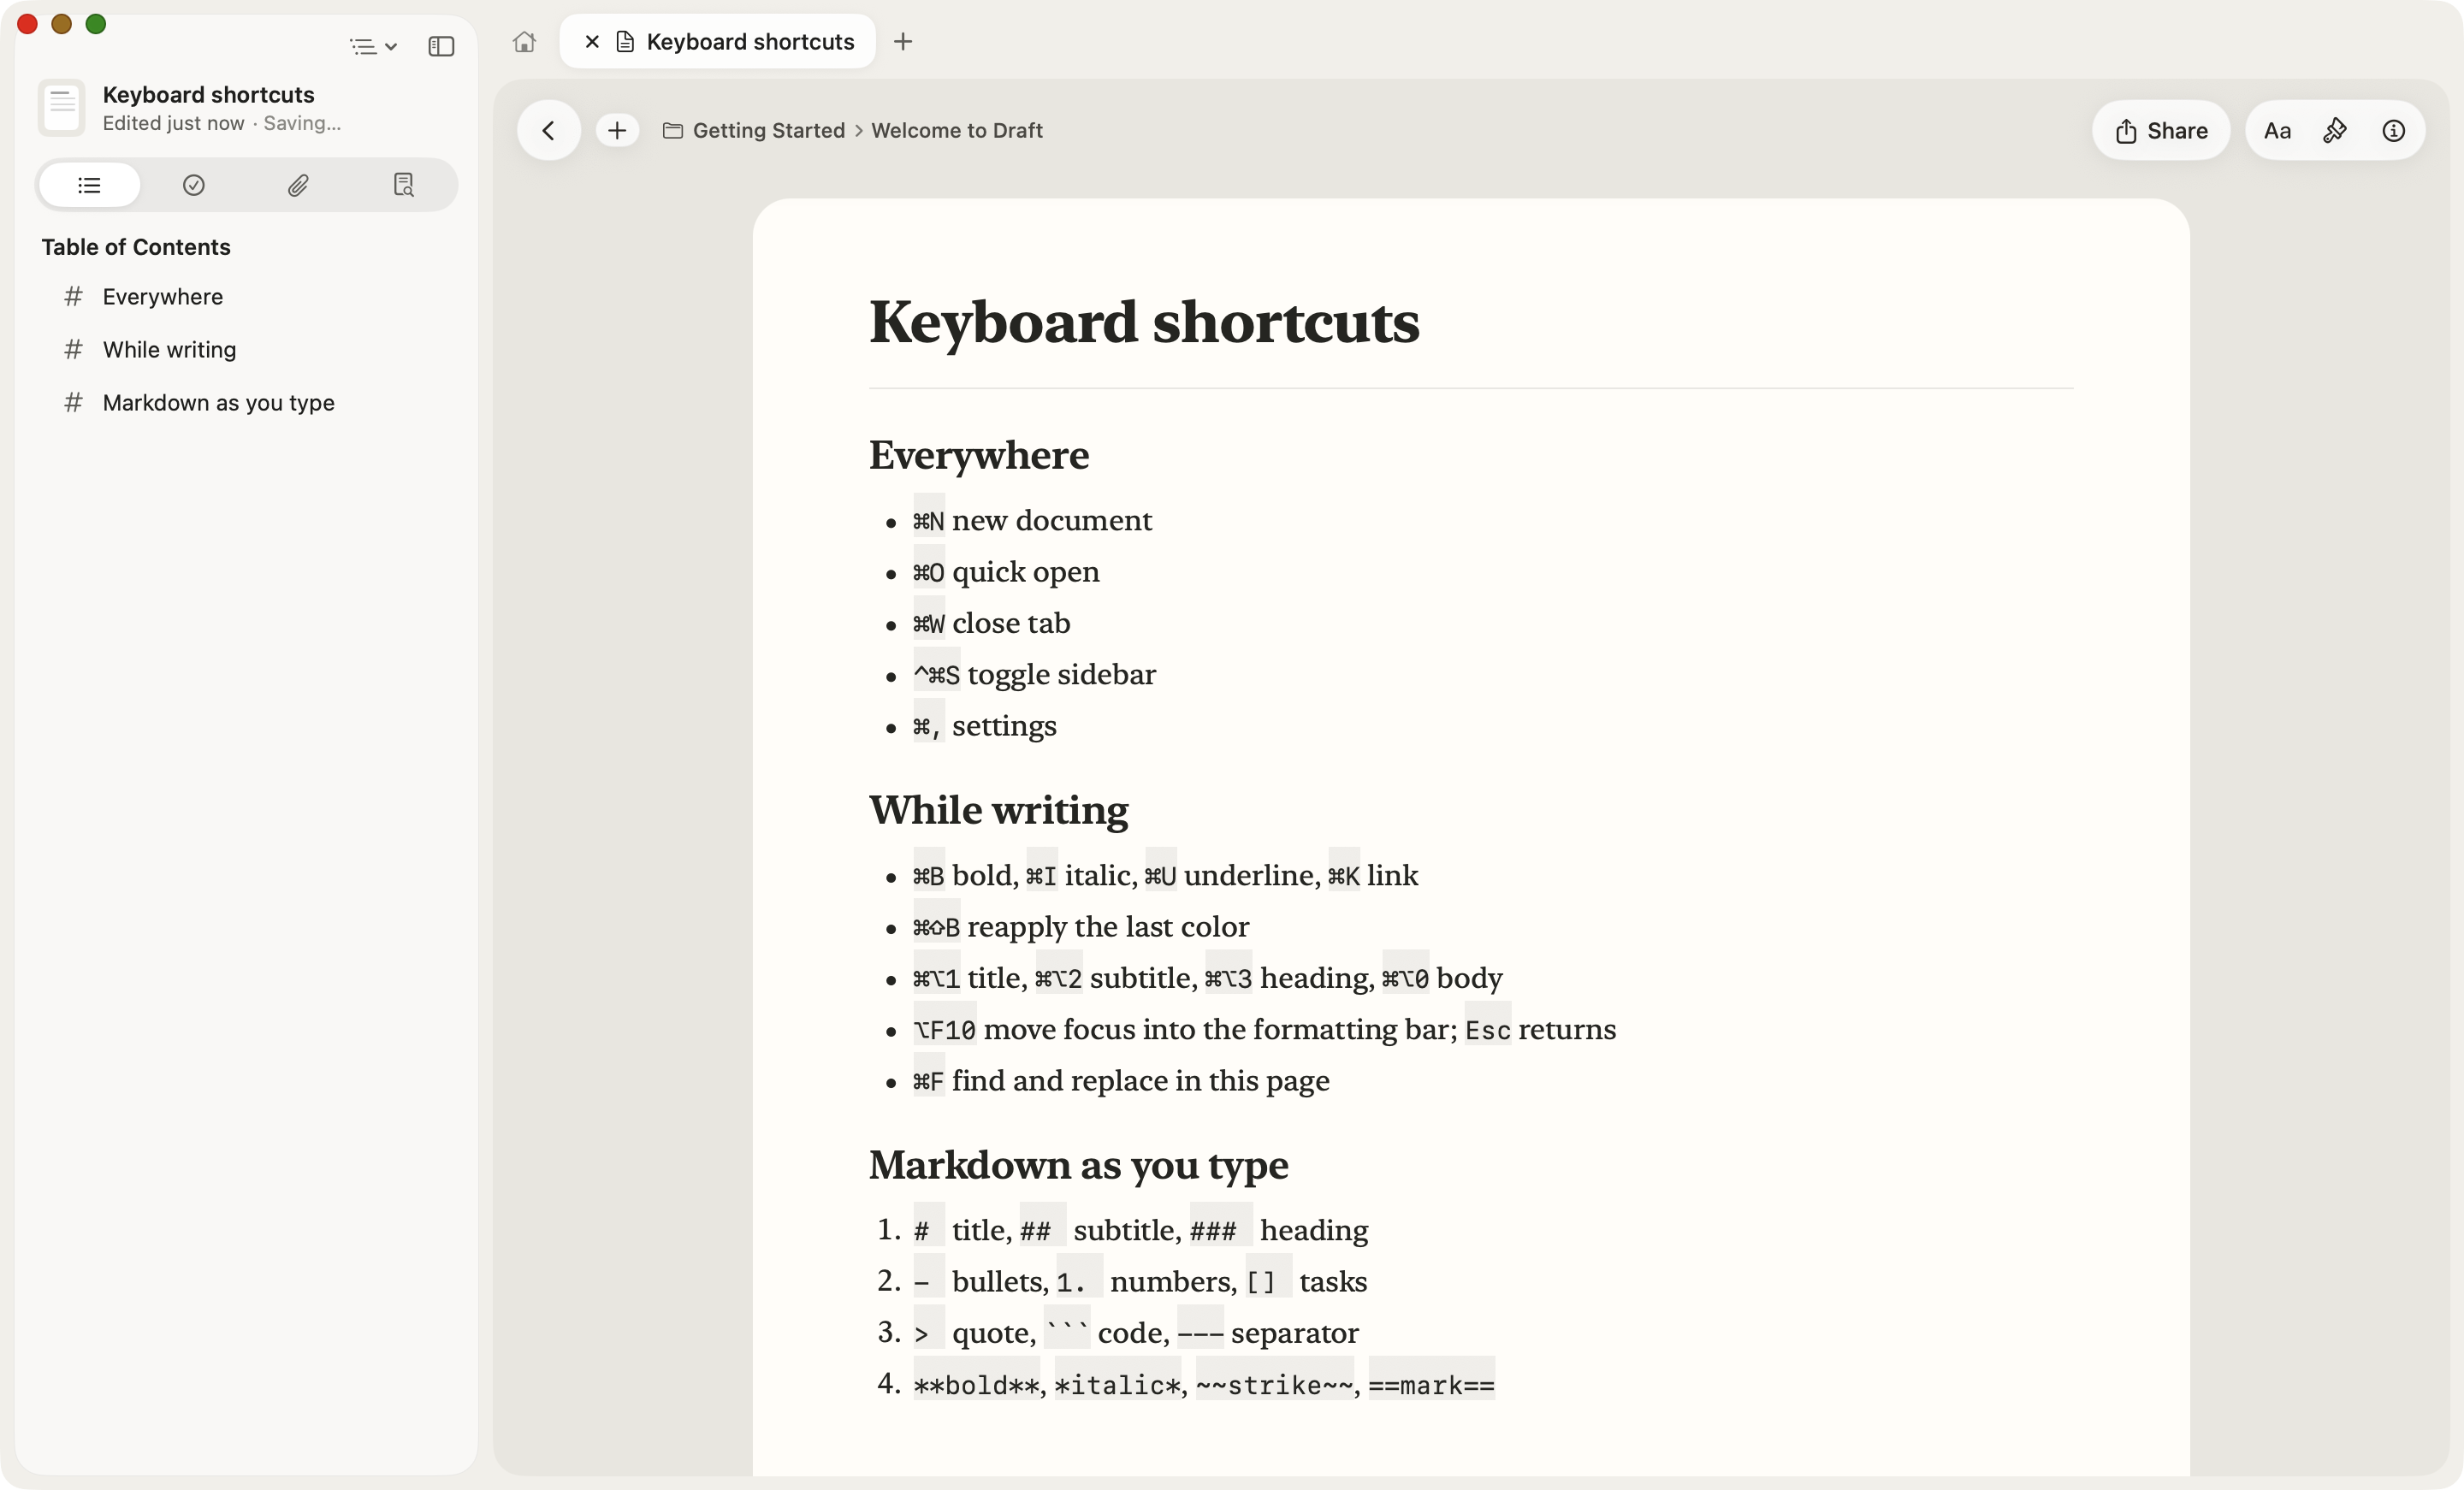 Keyboard shortcuts
Keyboard shortcuts
Edited just now · Saving...
Getting Started > Welcome to Draft
Share
Aa
Table of Contents
# Everywhere
# While writing
# Markdown as you type
Keyboard shortcuts
Everywhere
• ⌘N new document
• ⌘O quick open
• ⌘W close tab
• ^⌘S toggle sidebar
• ⌘, settings
While writing
• ⌘B bold, ⌘I italic, ⌘U underline, ⌘K link
• ⌘⇧B reapply the last color
• ⌘⌥1 title, ⌘⌥2 subtitle, ⌘⌥3 heading, ⌘⌥0 body
• ⌥F10 move focus into the formatting bar; Esc returns
• ⌘F find and replace in this page
Markdown as you type
1. # title, ## subtitle, ### heading
2. - bullets, 1. numbers, [] tasks
3. > quote, ``` code, --- separator
4. **bold**, *italic*, ~~strike~~, ==mark==